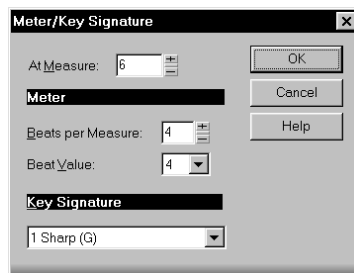 Meter/Key Signature
At Measure: 6
OK
Meter
Cancel
Beats per Measure: 4
Help
Beat Value: 4
Key Signature
1 Sharp (G)